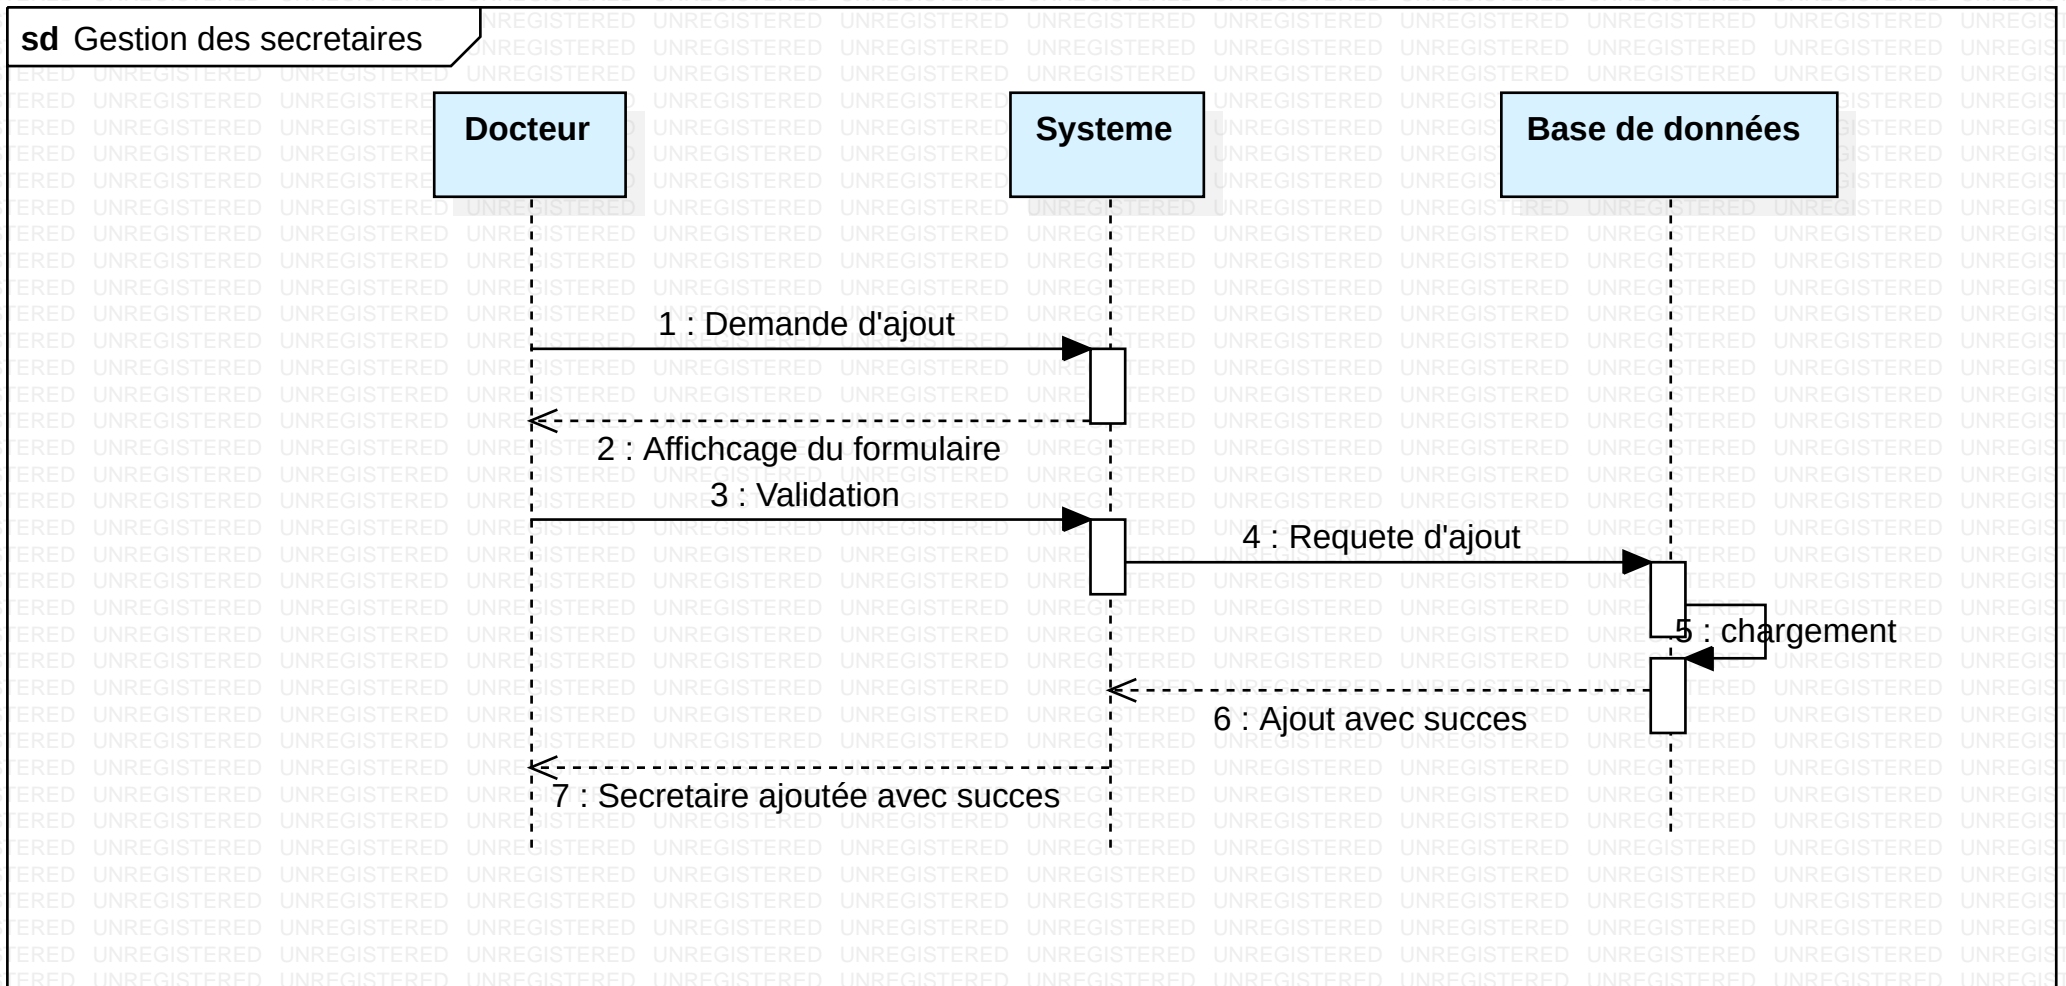 sd Gestion des secretaires
Docteur
Systeme
Base de données
1 : Demande d'ajout
2 : Affichcage du formulaire
3 : Validation
4 : Requete d'ajout
5 : chargement
6 : Ajout avec succes
7 : Secretaire ajoutée avec succes
UNREGISTERED